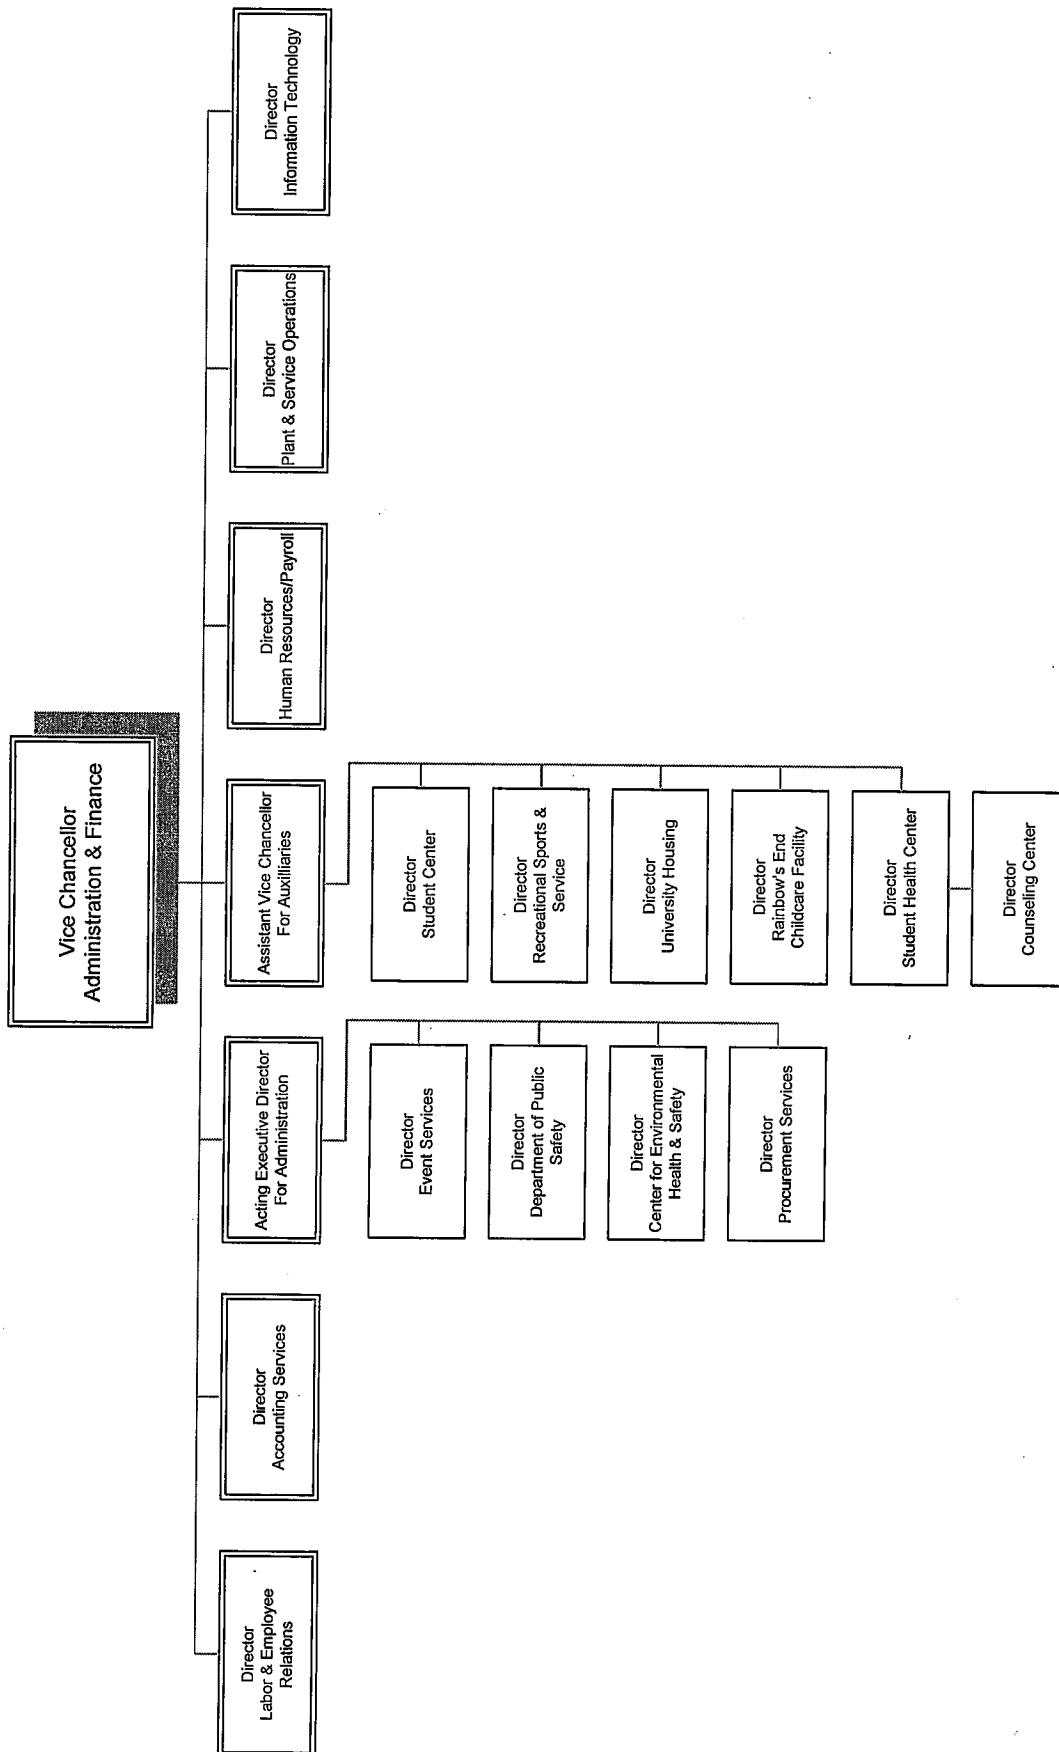 Vice Chancellor
Administration & Finance
Director
Labor & Employee
Relations
Director
Accounting Services
Acting Executive Director
For Administration
Assistant Vice Chancellor
For Auxilliaries
Director
Human Resources/Payroll
Director
Plant & Service Operations
Director
Information Technology
Director
Event Services
Director
Department of Public
Safety
Director
Center for Environmental
Health & Safety
Director
Procurement Services
Director
Student Center
Director
Recreational Sports &
Service
Director
University Housing
Director
Rainbow's End
Childcare Facility
Director
Student Health Center
Director
Counseling Center